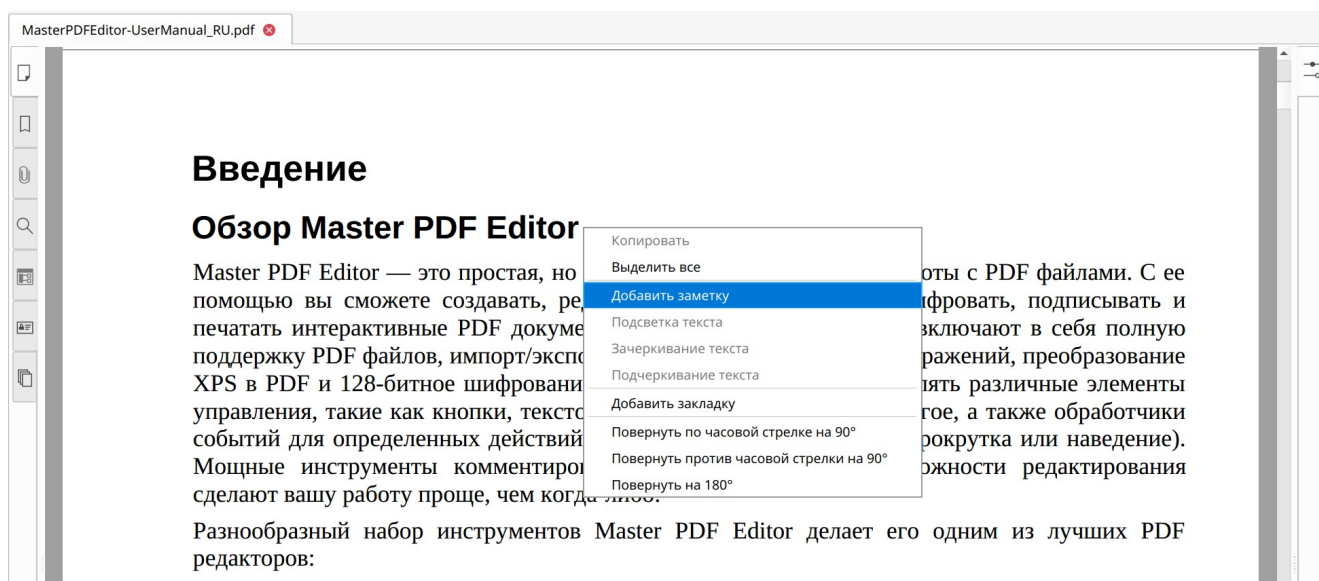 MasterPDFEditor-UserManual_RU.pdf
Введение
Обзор Master PDF Editor
Master PDF Editor — это простая, но оты с PDF файлами. С ее
помощью вы сможете создавать, ре фровать, подписывать и
печатать интерактивные PDF докуме включают в себя полную
поддержку PDF файлов, импорт/экспо ражений, преобразование
XPS в PDF и 128-битное шифровани лять различные элементы
управления, такие как кнопки, тексто гое, а также обработчики
событий для определенных действий рокрутка или наведение).
Мощные инструменты комментиро ожности редактирования
сделают вашу работу проще, чем когда-либо.
Копировать
Выделить все
Добавить заметку
Подсветка текста
Зачеркивание текста
Подчеркивание текста
Добавить закладку
Повернуть по часовой стрелке на 90°
Повернуть против часовой стрелки на 90°
Повернуть на 180°
Разнообразный набор инструментов Master PDF Editor делает его одним из лучших PDF
редакторов: